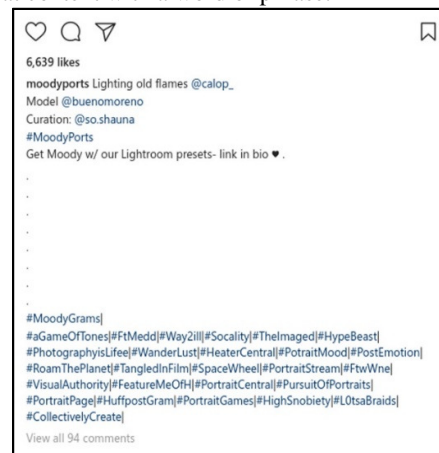 6,639 likes
moodyports Lighting old flames @calop_
Model @buenomoreno
Curation: @so.shauna
#MoodyPorts
Get Moody w/ our Lightroom presets- link in bio ♥ .
.
.
.
.
.
.
.
.
#MoodyGrams|
#aGameOfTones|#FtMedd|#Way2ill|#Socality|#TheImaged|#HypeBeast|
#PhotographyisLifee|#WanderLust|#HeaterCentral|#PotraitMood|#PostEmotion|
#RoamThePlanet|#TangledInFilm|#SpaceWheel|#PortraitStream|#FtwWne|
#VisualAuthority|#FeatureMeOfH|#PortraitCentral|#PursuitOfPortraits|
#PortraitPage|#HuffpostGram|#PortraitGames|#HighSnobiety|#L0tsaBraids|
#CollectivelyCreate|
View all 94 comments